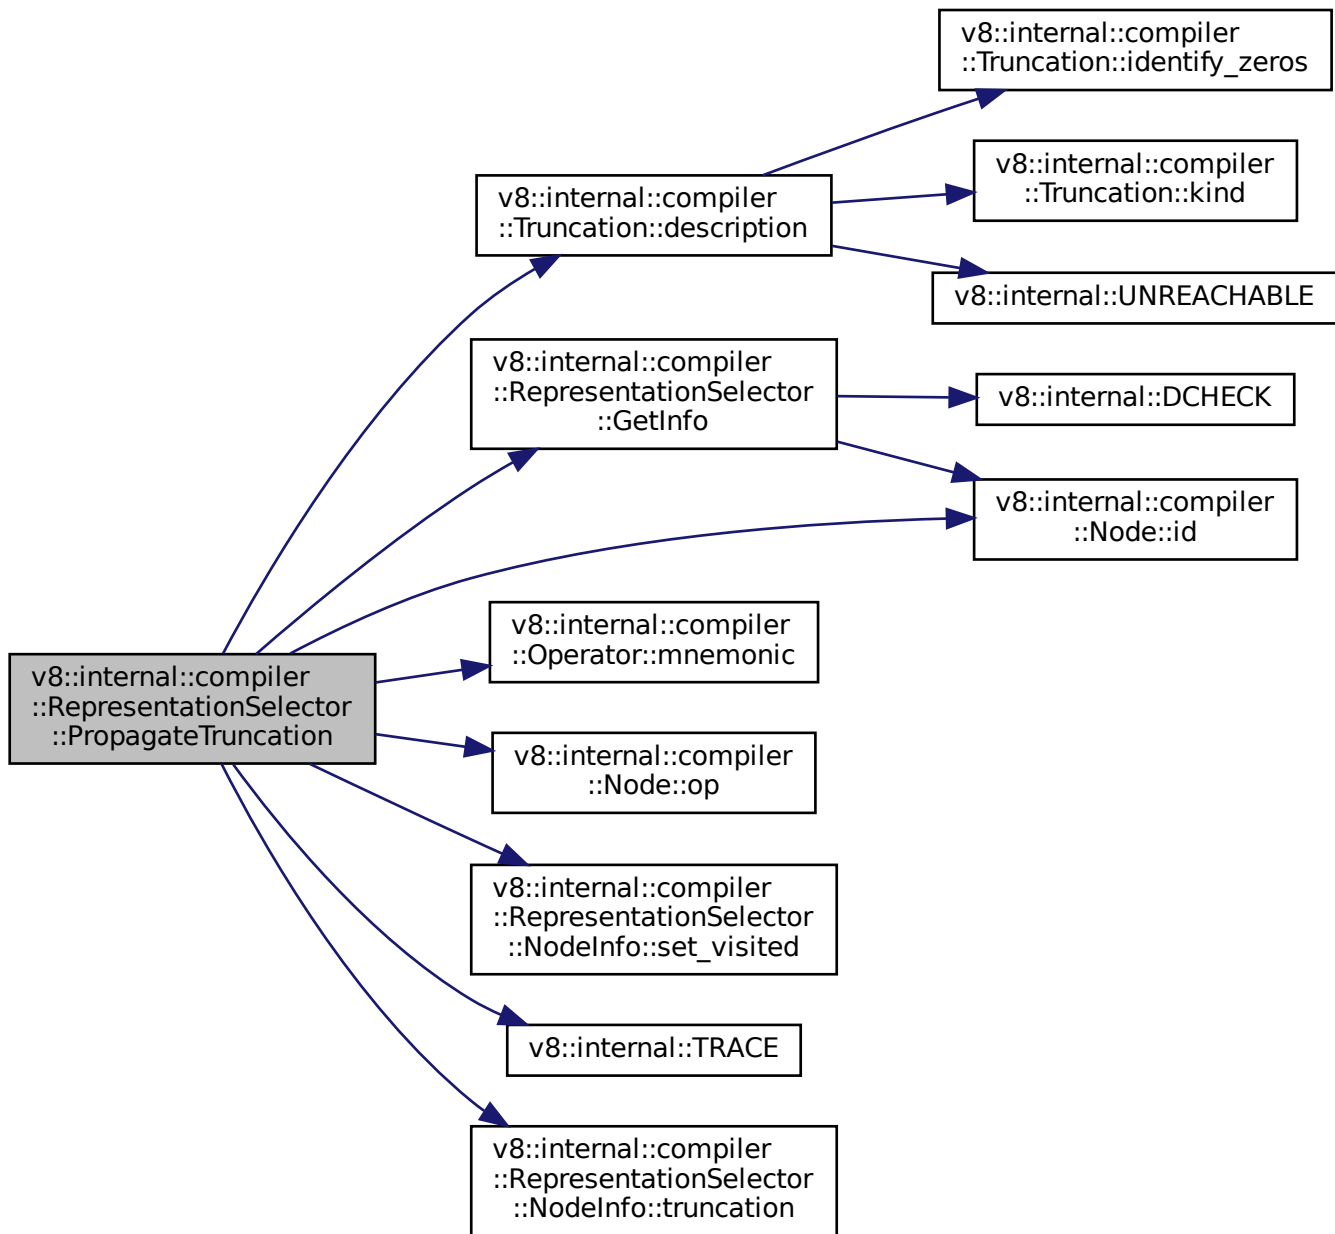 v8::internal::compiler
::Truncation::identify_zeros
v8::internal::compiler
::Truncation::kind
v8::internal::compiler
::Truncation::description
v8::internal::UNREACHABLE
v8::internal::compiler
::RepresentationSelector
::GetInfo
v8::internal::DCHECK
v8::internal::compiler
::Node::id
v8::internal::compiler
::Operator::mnemonic
v8::internal::compiler
::RepresentationSelector
::PropagateTruncation
v8::internal::compiler
::Node::op
v8::internal::compiler
::RepresentationSelector
::NodeInfo::set_visited
v8::internal::TRACE
v8::internal::compiler
::RepresentationSelector
::NodeInfo::truncation